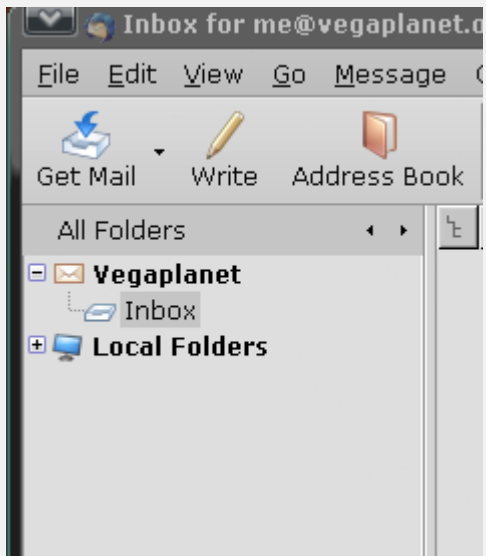 Inbox for me@vegaplanet.o
File Edit View Go Message
Get Mail Write Address Book
All Folders
Vegaplanet
Inbox
Local Folders